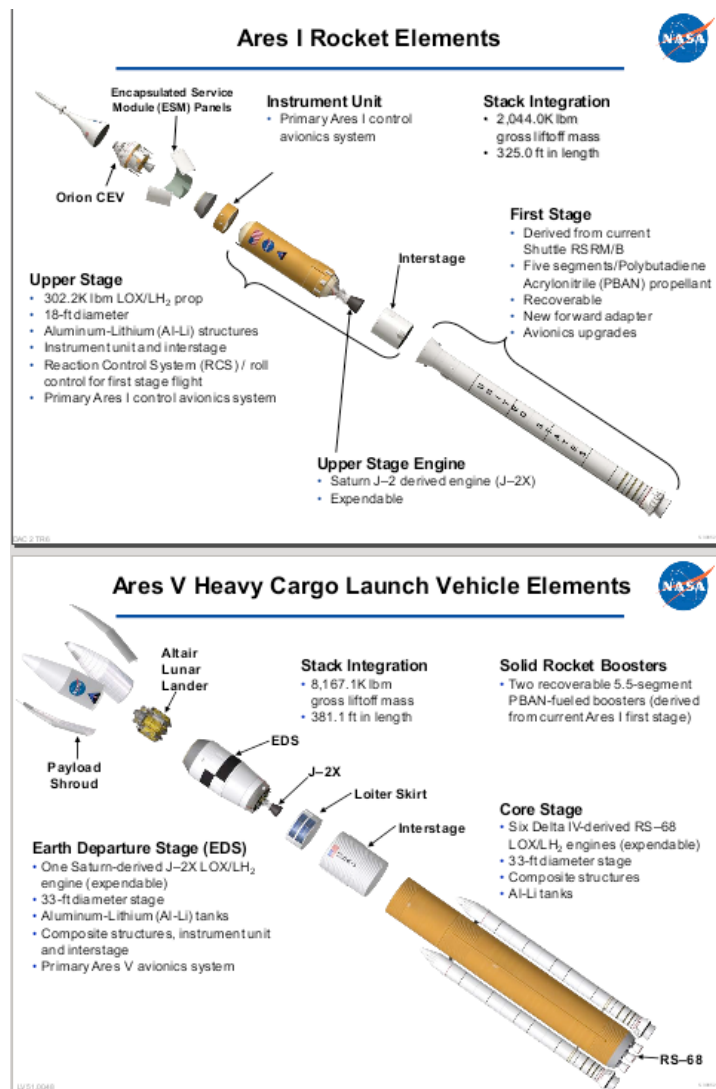 Ares I Rocket Elements
NASA
Encapsulated Service
Module (ESM) Panels
Orion CEV
Instrument Unit
• Primary Ares I control
avionics system
Stack Integration
• 2,044.0K lbm
gross liftoff mass
• 325.0 ft in length
First Stage
• Derived from current
Shuttle RSRM/B
• Five segments/Polybutadiene
Acrylonitrile (PBAN) propellant
• Recoverable
• New forward adapter
• Avionics upgrades
Interstage
Upper Stage
• 302.2K lbm LOX/LH₂ prop
• 18-ft diameter
• Aluminum-Lithium (Al-Li) structures
• Instrument unit and interstage
• Reaction Control System (RCS) / roll
control for first stage flight
• Primary Ares I control avionics system
UNITED STATES
Upper Stage Engine
• Saturn J–2 derived engine (J–2X)
• Expendable
DAC 2 TR6
Ares V Heavy Cargo Launch Vehicle Elements
NASA
Altair
Lunar
Lander
Payload
Shroud
Stack Integration
• 8,167.1K lbm
gross liftoff mass
• 381.1 ft in length
Solid Rocket Boosters
• Two recoverable 5.5-segment
PBAN-fueled boosters (derived
from current Ares I first stage)
EDS
J–2X
Loiter Skirt
Interstage
Core Stage
• Six Delta IV-derived RS–68
LOX/LH₂ engines (expendable)
• 33-ft diameter stage
• Composite structures
• Al-Li tanks
Earth Departure Stage (EDS)
• One Saturn-derived J–2X LOX/LH₂
engine (expendable)
• 33-ft diameter stage
• Aluminum-Lithium (Al-Li) tanks
• Composite structures, instrument unit
and interstage
• Primary Ares V avionics system
RS–68